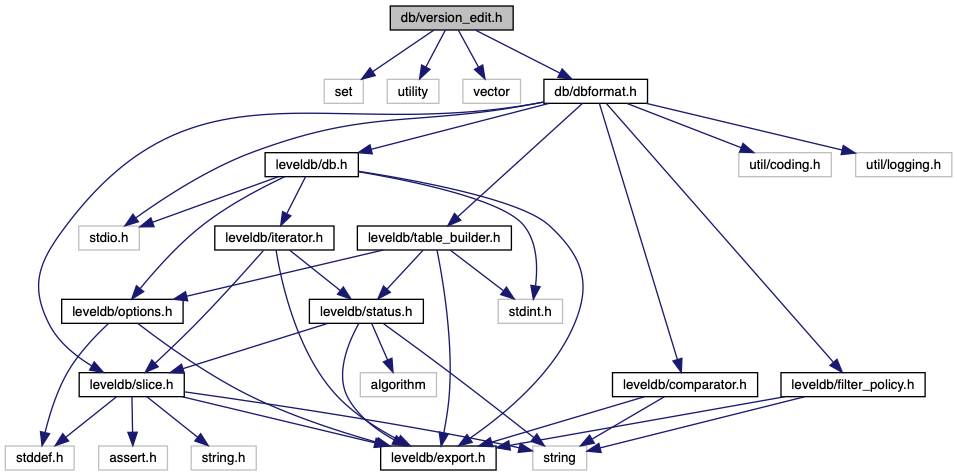 db/version_edit.h
set
utility
vector
db/dbformat.h
leveldb/db.h
util/coding.h
util/logging.h
stdio.h
leveldb/iterator.h
leveldb/table_builder.h
leveldb/options.h
leveldb/status.h
stdint.h
leveldb/slice.h
algorithm
leveldb/comparator.h
leveldb/filter_policy.h
stddef.h
assert.h
string.h
leveldb/export.h
string